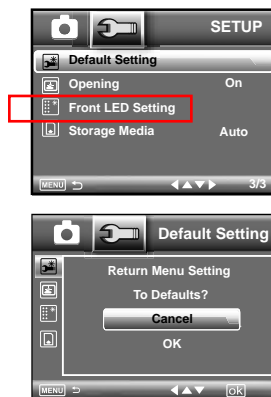 SETUP
Default Setting
Opening On
Front LED Setting
Storage Media Auto
MENU 3/3
Default Setting
Return Menu Setting
To Defaults?
Cancel
OK
MENU ok